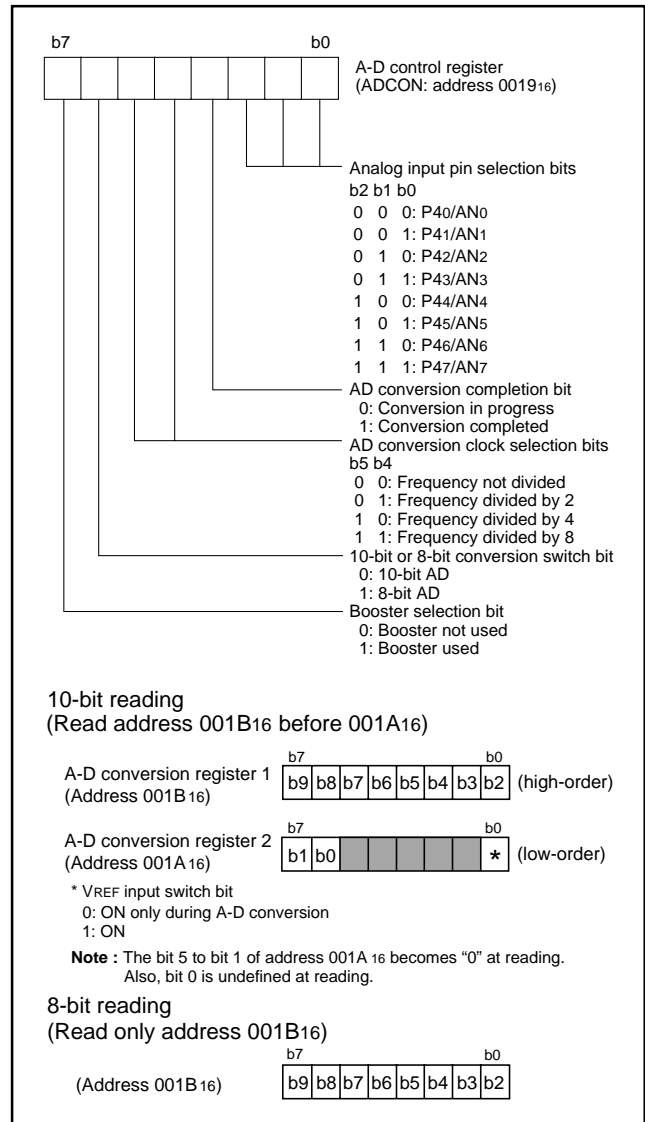 b7 b0
A-D control register
(ADCON: address 001916)
Analog input pin selection bits
b2 b1 b0
0 0 0: P40/AN0
0 0 1: P41/AN1
0 1 0: P42/AN2
0 1 1: P43/AN3
1 0 0: P44/AN4
1 0 1: P45/AN5
1 1 0: P46/AN6
1 1 1: P47/AN7
AD conversion completion bit
0: Conversion in progress
1: Conversion completed
AD conversion clock selection bits
b5 b4
0 0: Frequency not divided
0 1: Frequency divided by 2
1 0: Frequency divided by 4
1 1: Frequency divided by 8
10-bit or 8-bit conversion switch bit
0: 10-bit AD
1: 8-bit AD
Booster selection bit
0: Booster not used
1: Booster used
10-bit reading
(Read address 001B16 before 001A16)
b7 b0
A-D conversion register 1
(Address 001B16)
b9 b8 b7 b6 b5 b4 b3 b2 (high-order)
b7 b0
A-D conversion register 2
(Address 001A16)
b1 b0 * (low-order)
* VREF input switch bit
0: ON only during A-D conversion
1: ON
Note : The bit 5 to bit 1 of address 001A 16 becomes “0” at reading.
Also, bit 0 is undefined at reading.
8-bit reading
(Read only address 001B16)
b7 b0
(Address 001B16) b9 b8 b7 b6 b5 b4 b3 b2